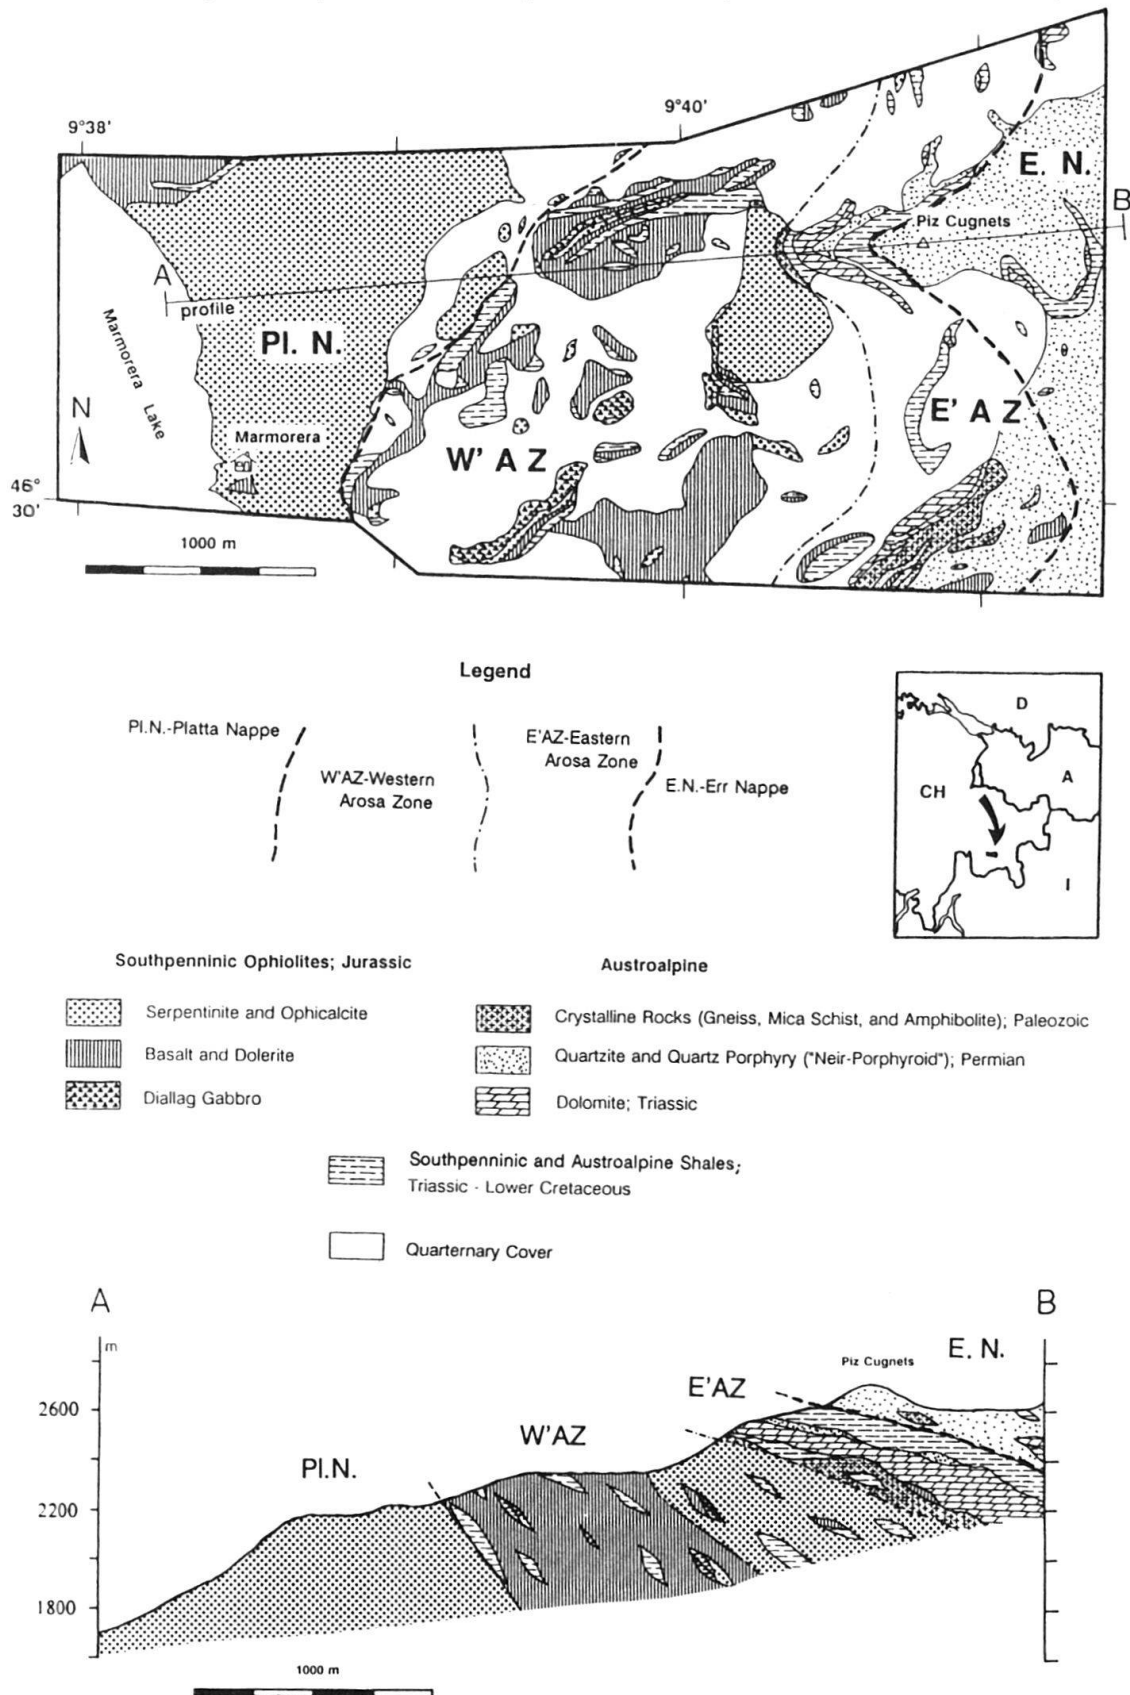 9°38'
9°40'
E. N.
B
Piz Cugnets
A
profile
Pl. N.
Marmorera Lake
N
Marmorera
W' A Z
E' A Z
46°
30'
1000 m
Legend
Pl.N.-Platta Nappe
W'AZ-Western
Arosa Zone
E'AZ-Eastern
Arosa Zone
E.N.-Err Nappe
D
CH
A
I
Southpenninic Ophiolites; Jurassic
Serpentinite and Ophicalcite
Basalt and Dolerite
Diallag Gabbro
Austroalpine
Crystalline Rocks (Gneiss, Mica Schist, and Amphibolite); Paleozoic
Quartzite and Quartz Porphyry ("Neir-Porphyroid"); Permian
Dolomite; Triassic
Southpenninic and Austroalpine Shales;
Triassic - Lower Cretaceous
Quarternary Cover
A
B
m
E. N.
Piz Cugnets
E'AZ
2600
W'AZ
Pl.N.
2200
1800
1000 m